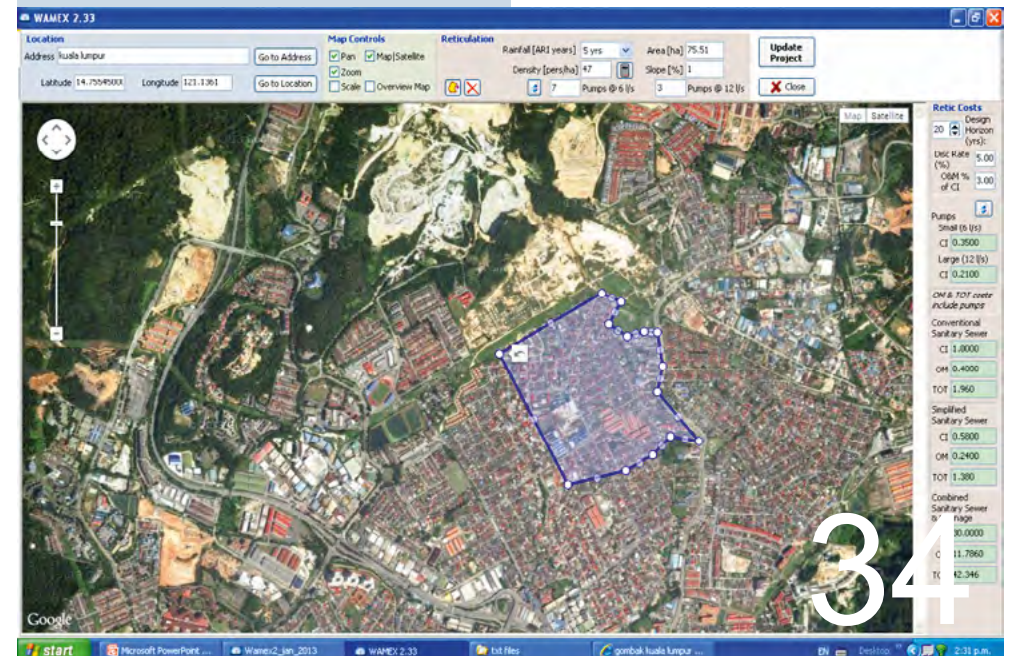 WAMEX 2.33
Location
Address kuala lumpur Go to Address
Latitude 14.7554500 Longtude 121.1361 Go to Location
Map Controls
Pan Map|Satellite
Zoom
Scale Overview Map
Reticulation
Rainfall [ARI years] 5 yrs Area [ha] 75.51
Density [pers/ha] 47 Slope [%] 1
7 Pumps @ 6 l/s 3 Pumps @ 12 l/s
Update
Project
Close
Map Satellite
Retic Costs
20 Design
Horizon
(yrs):
Disc Rate
(%) 5.00
O&M %
of CI 3.00
Pumps
Small (6 l/s)
CI 0.3500
Large (12 l/s)
CI 0.2100
OM & TOT costs
include pumps
Conventional
Sanitary Sewer
CI 1.0000
OM 0.4000
TOT 1.960
Simplified
Sanitary Sewer
CI 0.5800
OM 0.2400
TOT 1.380
Combined
Sanitary Sewer
30.0000
11.7860
42.346
34
Google
start Microsoft PowerPoint ... Wamex2_jan_2013 WAMEX 2.33 txt files gombak kuala lumpur ... EN Desktop 2:31 p.m.